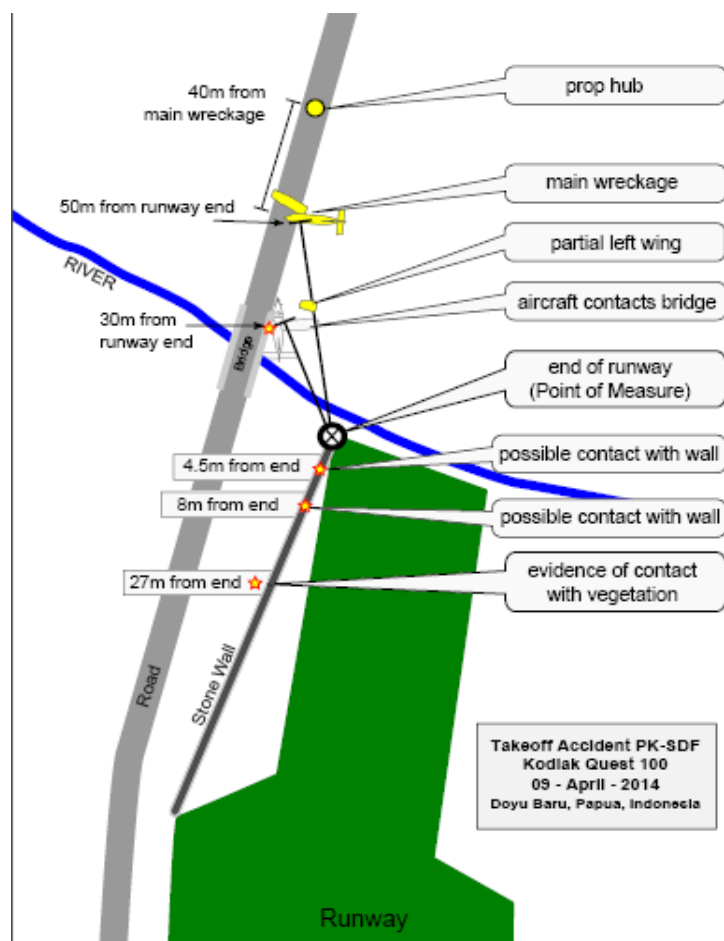 40m from
main wreckage
prop hub
main wreckage
50m from runway end
partial left wing
RIVER
aircraft contacts bridge
30m from
runway end
Bridge
end of runway
(Point of Measure)
4.5m from end
possible contact with wall
8m from end
possible contact with wall
27m from end
evidence of contact
with vegetation
Road
Stone Wall
Takeoff Accident PK-SDF
Kodiak Quest 100
09 - April - 2014
Doyu Baru, Papua, Indonesia
Runway